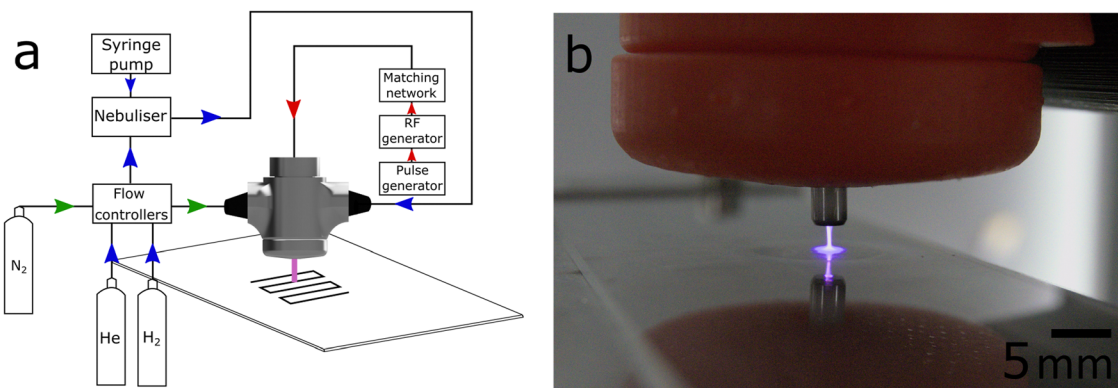 a
Syringe
pump
Nebuliser
Flow
controllers
N2
He
H2
Matching
network
RF
generator
Pulse
generator
b
5 mm